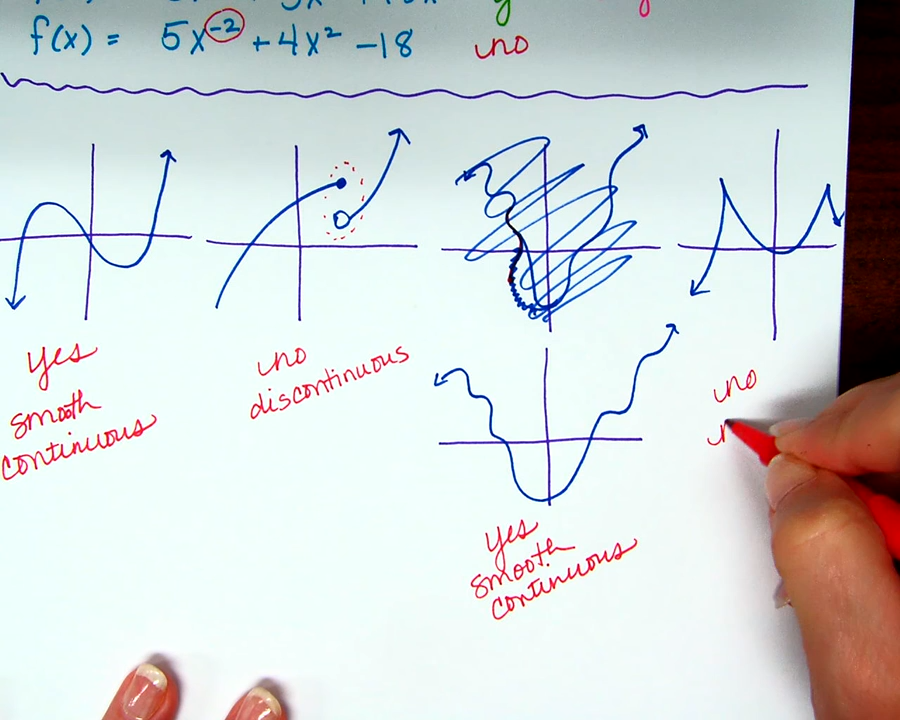 f(x) = 5x⁻² + 4x² - 18 no
yes
smooth
continuous
no
discontinuous
yes
smooth
continuous
no